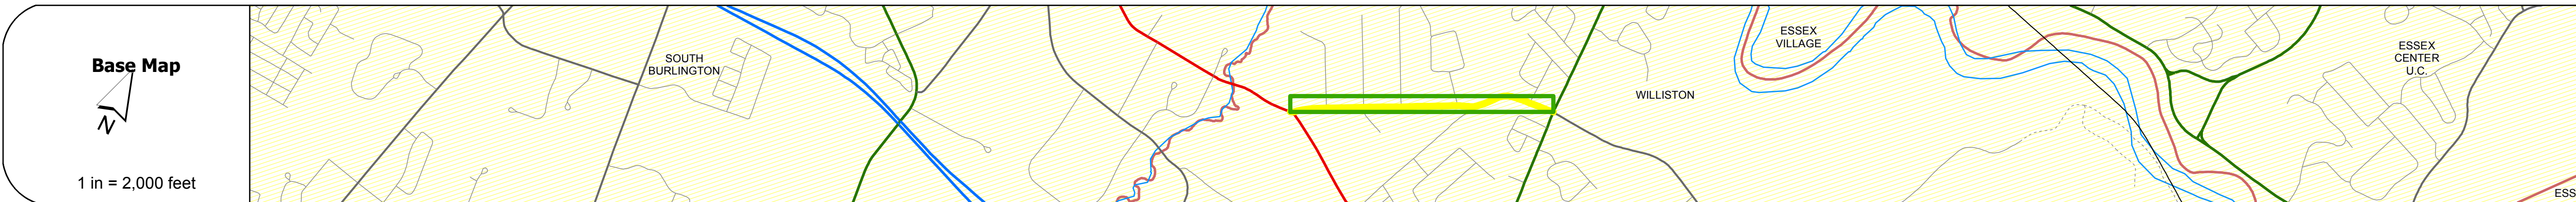 Base Map
N
1 in = 2,000 feet
SOUTH
BURLINGTON
WILLISTON
ESSEX
VILLAGE
ESSEX
CENTER
U.C.
ESS